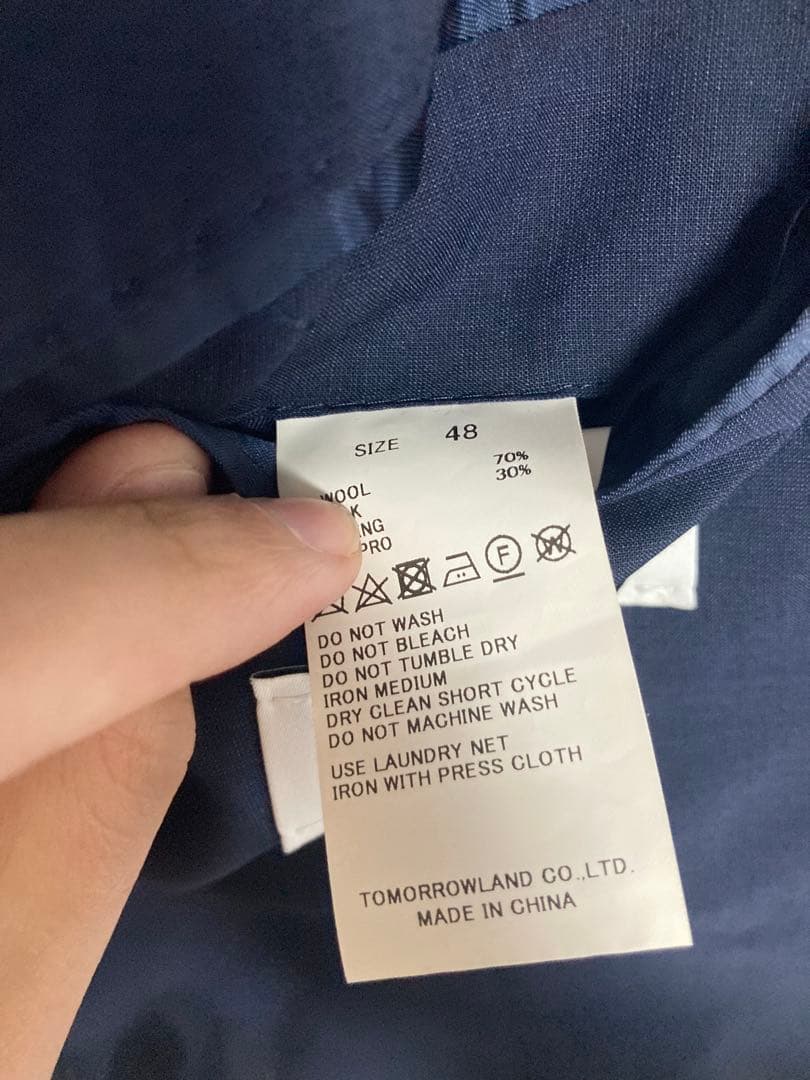 SIZE 48
WOOL 70%
K 30%
NG
PRO
F W
DO NOT WASH
DO NOT BLEACH
DO NOT TUMBLE DRY
IRON MEDIUM
DRY CLEAN SHORT CYCLE
DO NOT MACHINE WASH
USE LAUNDRY NET
IRON WITH PRESS CLOTH
TOMORROWLAND CO.,LTD.
MADE IN CHINA